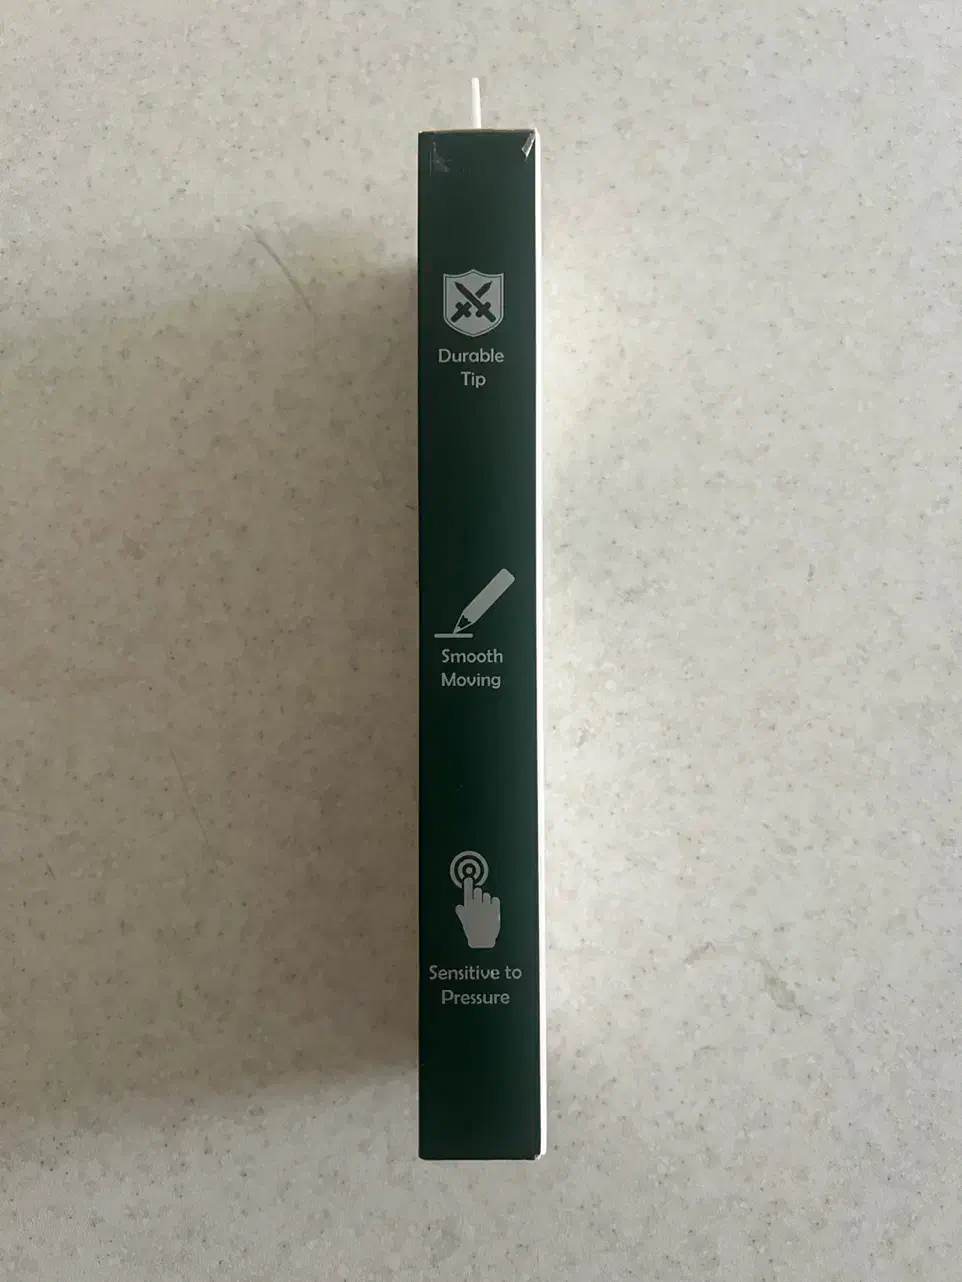 Durable
Tip
Smooth
Moving
Sensitive to
Pressure